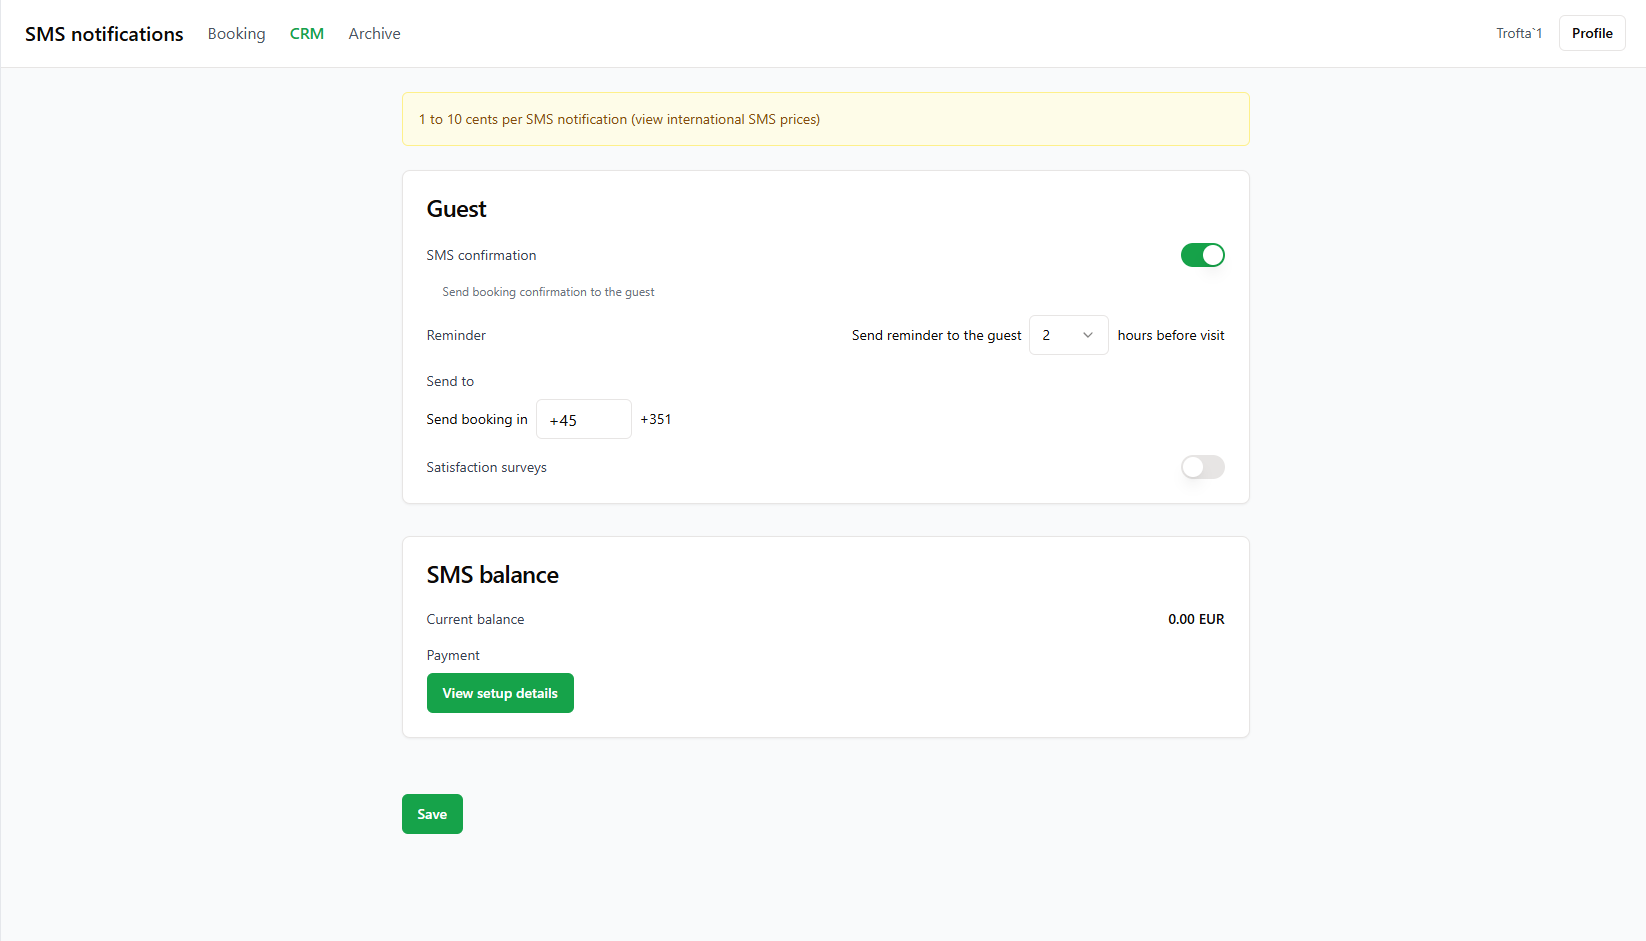 SMS notifications Booking CRM Archive Trofta`1 Profile
1 to 10 cents per SMS notification (view international SMS prices)
Guest
SMS confirmation
Send booking confirmation to the guest
Reminder Send reminder to the guest 2 hours before visit
Send to
Send booking in +45 +351
Satisfaction surveys
SMS balance
Current balance 0.00 EUR
Payment
View setup details
Save